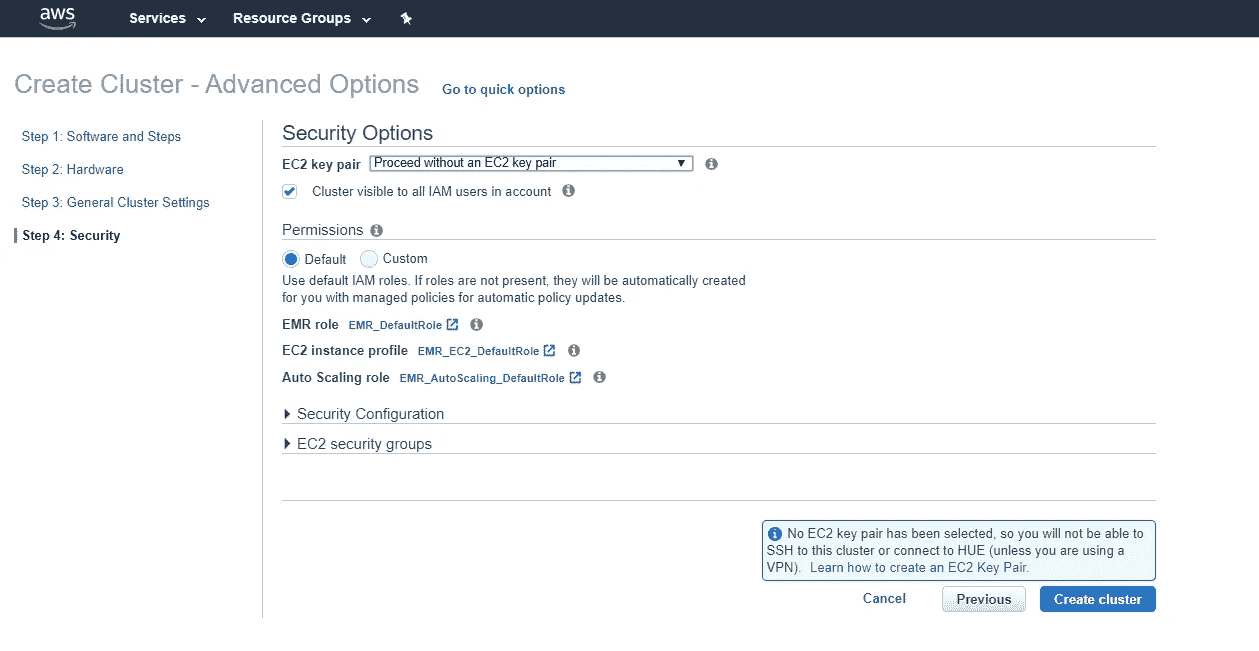 aws Services Resource Groups
Create Cluster - Advanced Options Go to quick options
Step 1: Software and Steps
Step 2: Hardware
Step 3: General Cluster Settings
Step 4: Security
Security Options
EC2 key pair Proceed without an EC2 key pair
Cluster visible to all IAM users in account
Permissions
Default Custom
Use default IAM roles. If roles are not present, they will be automatically created
for you with managed policies for automatic policy updates.
EMR role EMR_DefaultRole
EC2 instance profile EMR_EC2_DefaultRole
Auto Scaling role EMR_AutoScaling_DefaultRole
Security Configuration
EC2 security groups
No EC2 key pair has been selected, so you will not be able to
SSH to this cluster or connect to HUE (unless you are using a
VPN). Learn how to create an EC2 Key Pair.
Cancel Previous Create cluster